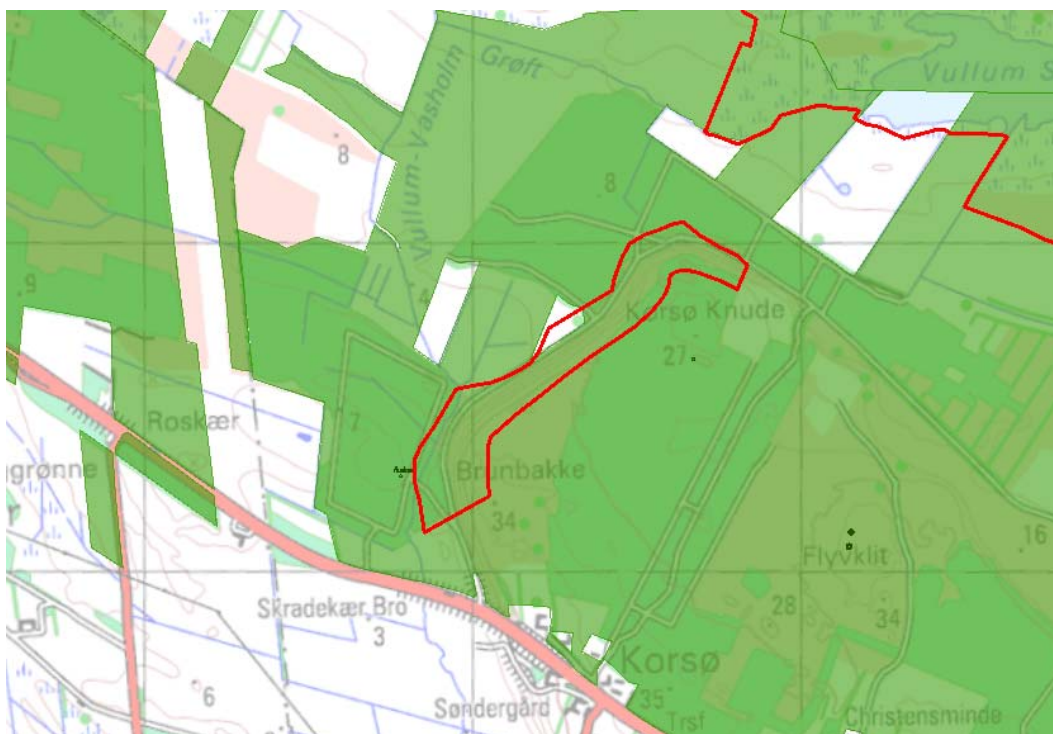 Grøft
Vullum S
Vullum-Vasholm
8
8
9
4
Korsø Knude
27
Roskær
7
grønne
Brunbakke
34
r
16
Flyvklit
28
34
Skradekær Bro
3
Korsø
6
35
Søndergård
Trsf
Christensminde